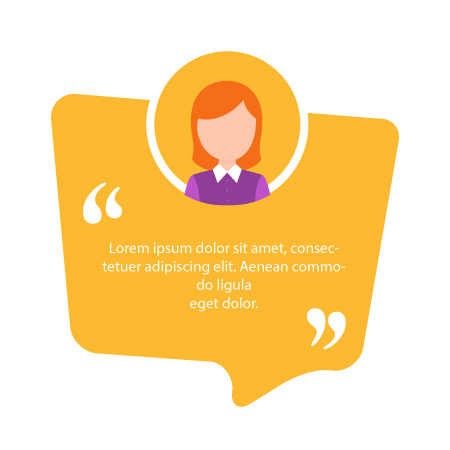 “
Lorem ipsum dolor sit amet, consec-
tetuer adipiscing elit. Aenean commo-
do ligula
eget dolor.
”